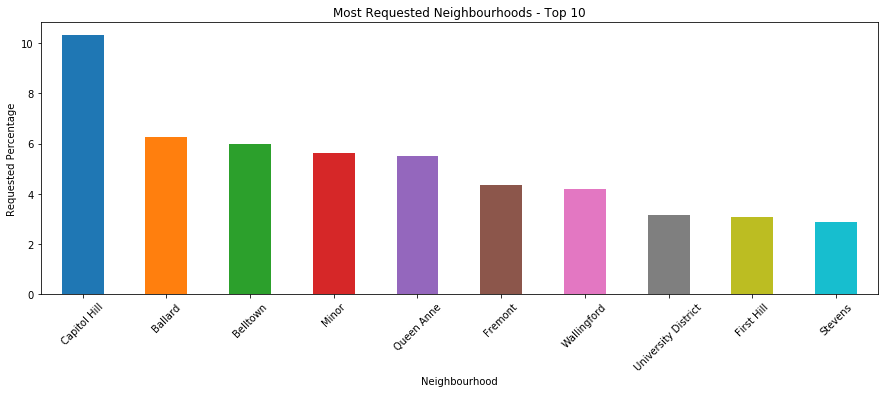 Most Requested Neighbourhoods - Top 10
Requested Percentage
10
8
6
4
2
0
Capitol Hill
Ballard
Belltown
Minor
Queen Anne
Fremont
Wallingford
University District
First Hill
Stevens
Neighbourhood